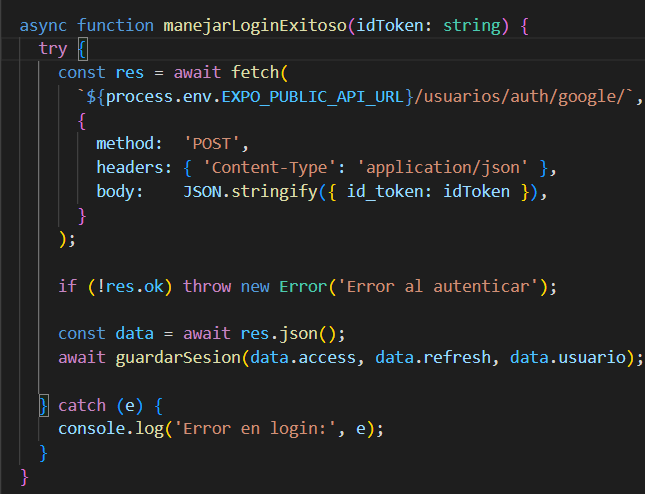 async function manejarLoginExitoso(idToken: string) {
  try {
    const res = await fetch(
      `${process.env.EXPO_PUBLIC_API_URL}/usuarios/auth/google/`,
      {
        method:  'POST',
        headers: { 'Content-Type': 'application/json' },
        body:    JSON.stringify({ id_token: idToken }),
      }
    );

    if (!res.ok) throw new Error('Error al autenticar');

    const data = await res.json();
    await guardarSesion(data.access, data.refresh, data.usuario);

  } catch (e) {
    console.log('Error en login:', e);
  }
}